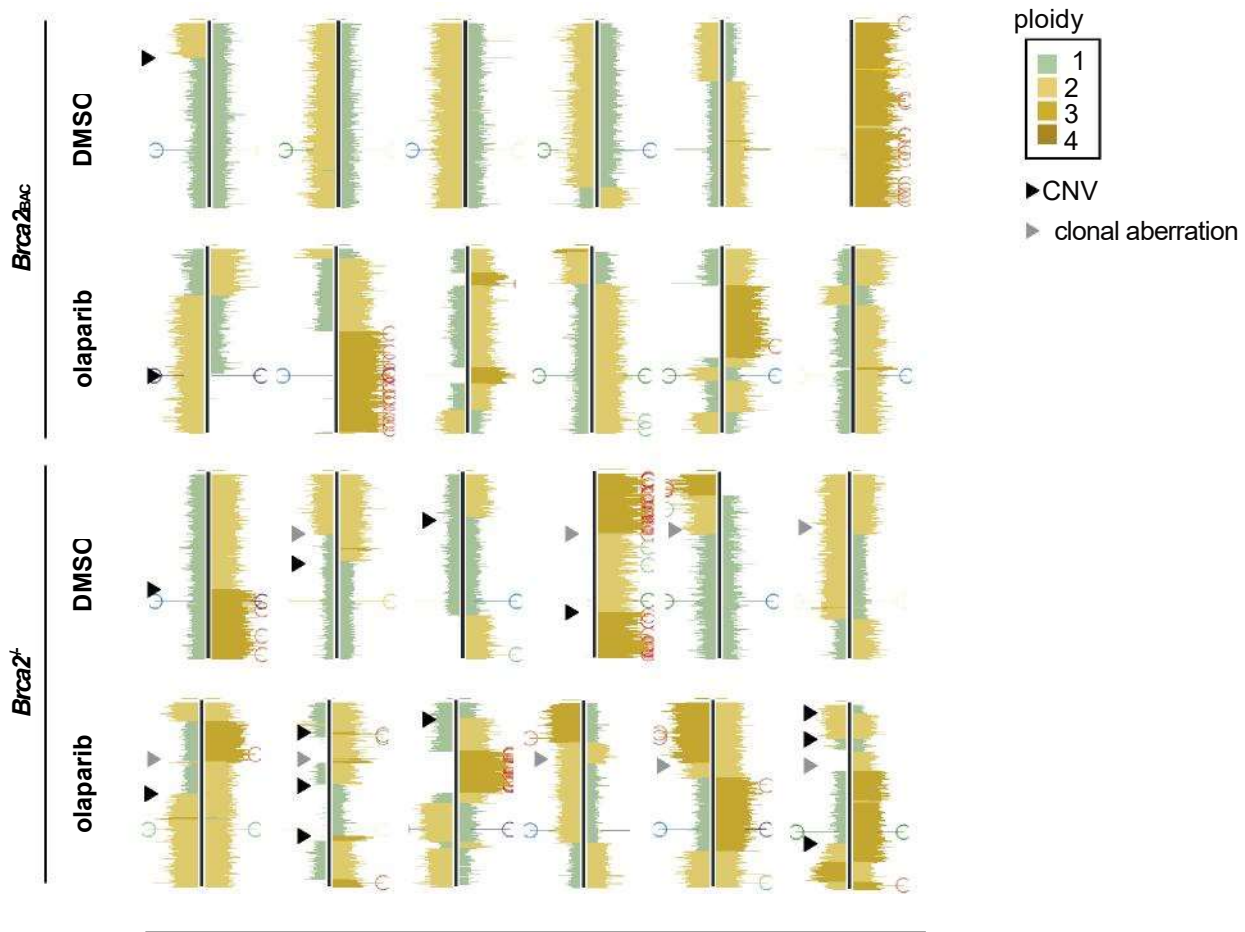 ploidy
1
2
3
4
CNV
clonal aberration
Brca2BAC
DMSO
olaparib
Brca2-/-
DMSO
olaparib